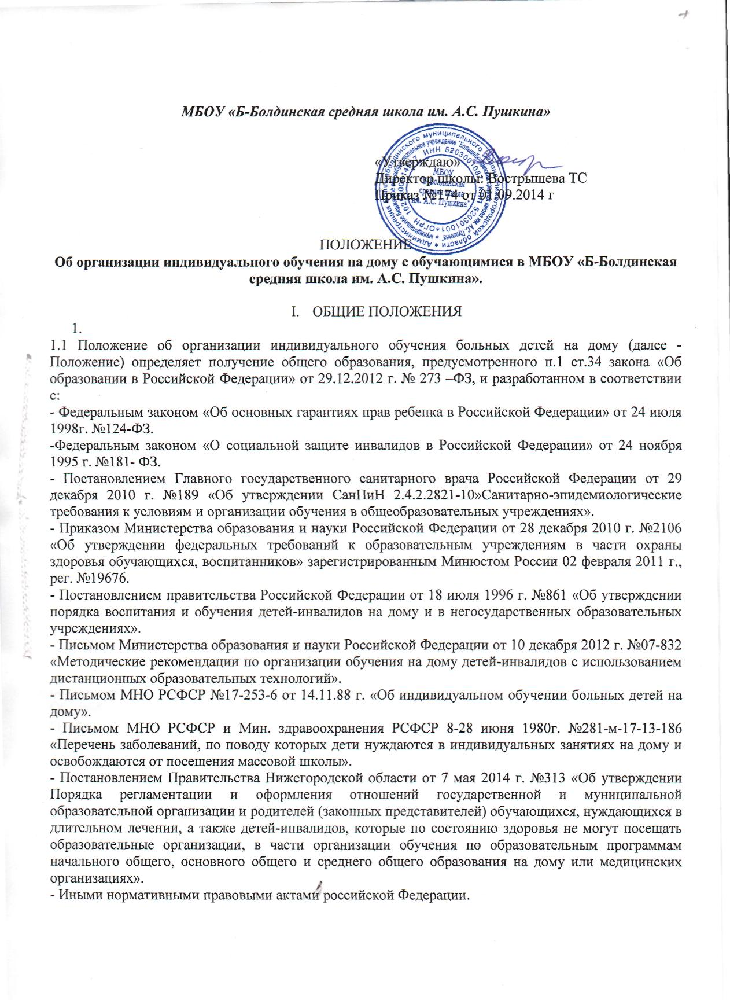 МБОУ «Б-Болдинская средняя школа им. А.С. Пушкина»
«Утверждаю»
Директор школы: Вострышева ТС
Приказ №174 от 01.09.2014 г
МБОУ
"Б-Болдинская
средняя школа
им. А.С. Пушкина"
ПОЛОЖЕНИЕ
Об организации индивидуального обучения на дому с обучающимися в МБОУ «Б-Болдинская
средняя школа им. А.С. Пушкина».
I. ОБЩИЕ ПОЛОЖЕНИЯ
1.
1.1 Положение об организации индивидуального обучения больных детей на дому (далее -
Положение) определяет получение общего образования, предусмотренного п.1 ст.34 закона «Об
образовании в Российской Федерации» от 29.12.2012 г. № 273 –ФЗ, и разработанном в соответствии
с:
- Федеральным законом «Об основных гарантиях прав ребенка в Российской Федерации» от 24 июля
1998г. №124-ФЗ.
-Федеральным законом «О социальной защите инвалидов в Российской Федерации» от 24 ноября
1995 г. №181- ФЗ.
- Постановлением Главного государственного санитарного врача Российской Федерации от 29
декабря 2010 г. №189 «Об утверждении СанПиН 2.4.2.2821-10»Санитарно-эпидемиологические
требования к условиям и организации обучения в общеобразовательных учреждениях».
- Приказом Министерства образования и науки Российской Федерации от 28 декабря 2010 г. №2106
«Об утверждении федеральных требований к образовательным учреждениям в части охраны
здоровья обучающихся, воспитанников» зарегистрированным Минюстом России 02 февраля 2011 г.,
рег. №19676.
- Постановлением правительства Российской Федерации от 18 июля 1996 г. №861 «Об утверждении
порядка воспитания и обучения детей-инвалидов на дому и в негосударственных образовательных
учреждениях».
- Письмом Министерства образования и науки Российской Федерации от 10 декабря 2012 г. №07-832
«Методические рекомендации по организации обучения на дому детей-инвалидов с использованием
дистанционных образовательных технологий».
- Письмом МНО РСФСР №17-253-6 от 14.11.88 г. «Об индивидуальном обучении больных детей на
дому».
- Письмом МНО РСФСР и Мин. здравоохранения РСФСР 8-28 июня 1980г. №281-м-17-13-186
«Перечень заболеваний, по поводу которых дети нуждаются в индивидуальных занятиях на дому и
освобождаются от посещения массовой школы».
- Постановлением Правительства Нижегородской области от 7 мая 2014 г. №313 «Об утверждении
Порядка регламентации и оформления отношений государственной и муниципальной
образовательной организации и родителей (законных представителей) обучающихся, нуждающихся в
длительном лечении, а также детей-инвалидов, которые по состоянию здоровья не могут посещать
образовательные организации, в части организации обучения по образовательным программам
начального общего, основного общего и среднего общего образования на дому или медицинских
организациях».
- Иными нормативными правовыми актами российской Федерации.